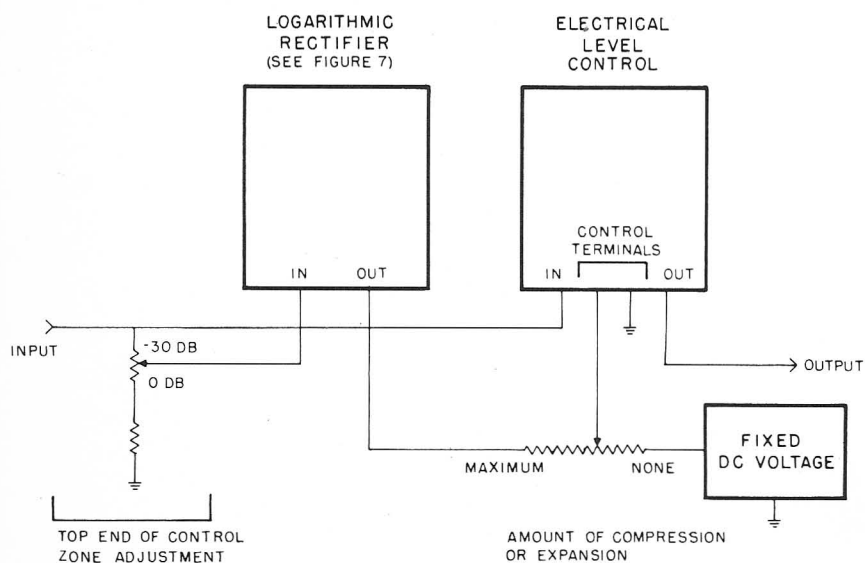 LOGARITHMIC
RECTIFIER
(SEE FIGURE 7)
ELECTRICAL
LEVEL
CONTROL
CONTROL
TERMINALS
IN
OUT
IN
OUT
INPUT
-30 DB
0 DB
OUTPUT
MAXIMUM
NONE
FIXED
DC VOLTAGE
TOP END OF CONTROL
ZONE ADJUSTMENT
AMOUNT OF COMPRESSION
OR EXPANSION